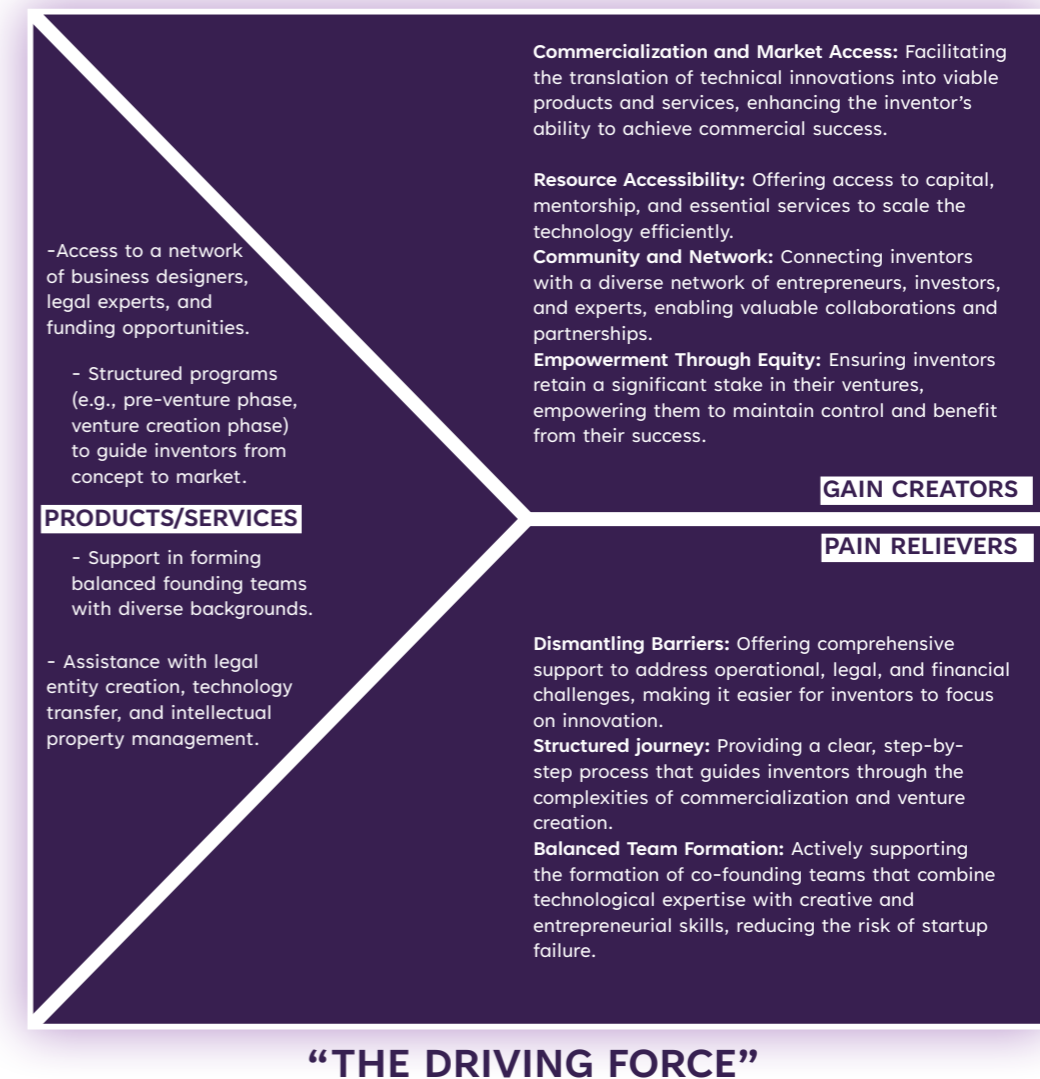 -Access to a network
of business designers,
legal experts, and
funding opportunities.
- Structured programs
(e.g., pre-venture phase,
venture creation phase)
to guide inventors from
concept to market.
PRODUCTS/SERVICES
- Support in forming
balanced founding teams
with diverse backgrounds.
- Assistance with legal
entity creation, technology
transfer, and intellectual
property management.
Commercialization and Market Access: Facilitating
the translation of technical innovations into viable
products and services, enhancing the inventor’s
ability to achieve commercial success.
Resource Accessibility: Offering access to capital,
mentorship, and essential services to scale the
technology efficiently.
Community and Network: Connecting inventors
with a diverse network of entrepreneurs, investors,
and experts, enabling valuable collaborations and
partnerships.
Empowerment Through Equity: Ensuring inventors
retain a significant stake in their ventures,
empowering them to maintain control and benefit
from their success.
GAIN CREATORS
PAIN RELIEVERS
Dismantling Barriers: Offering comprehensive
support to address operational, legal, and financial
challenges, making it easier for inventors to focus
on innovation.
Structured journey: Providing a clear, step-by-
step process that guides inventors through the
complexities of commercialization and venture
creation.
Balanced Team Formation: Actively supporting
the formation of co-founding teams that combine
technological expertise with creative and
entrepreneurial skills, reducing the risk of startup
failure.
“THE DRIVING FORCE”